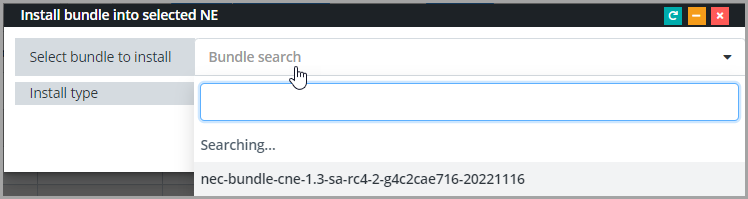 Install bundle into selected NE
Select bundle to install
Bundle search
Install type
Searching...
nec-bundle-cne-1.3-sa-rc4-2-g4c2cae716-20221116